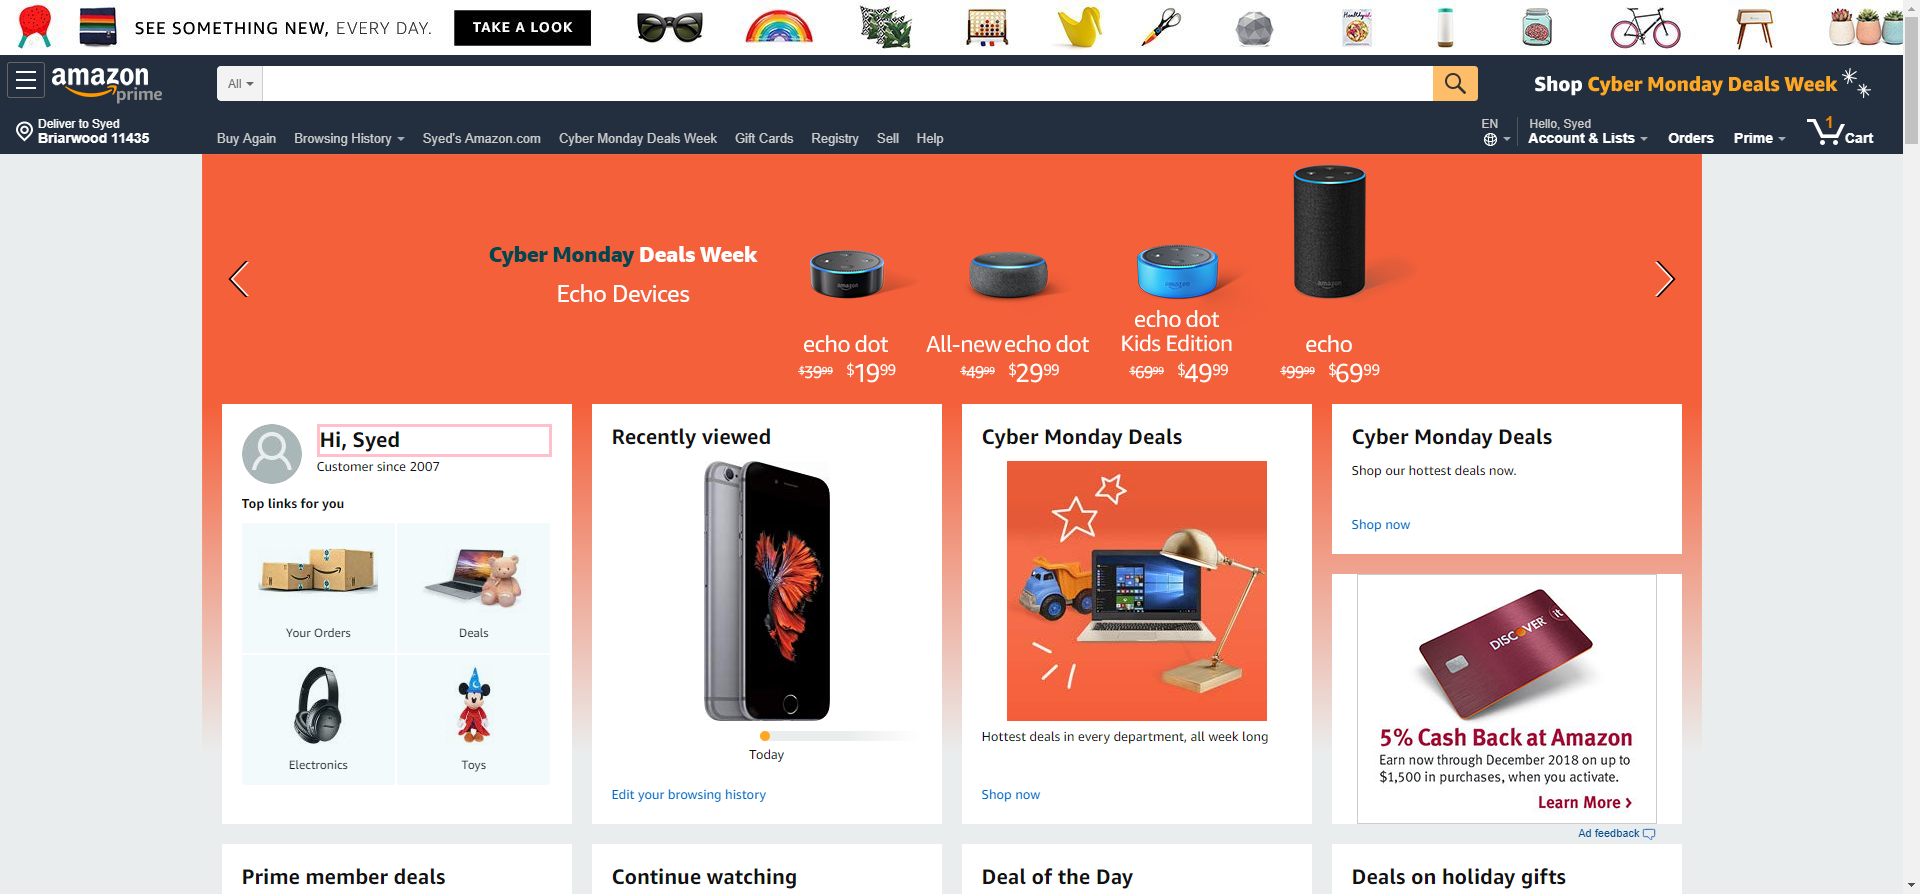 SEE SOMETHING NEW, EVERY DAY. TAKE A LOOK
amazon prime
All
Shop Cyber Monday Deals Week
Deliver to Syed
Briarwood 11435
Buy Again Browsing History Syed's Amazon.com Cyber Monday Deals Week Gift Cards Registry Sell Help
EN
Hello, Syed
Account & Lists
Orders
Prime
1
Cart
Cyber Monday Deals Week
Echo Devices
echo dot
$39.99 $19.99
All-new echo dot
$49.99 $29.99
echo dot
Kids Edition
$69.99 $49.99
echo
$99.99 $69.99
Hi, Syed
Customer since 2007
Top links for you
Your Orders
Deals
Electronics
Toys
Recently viewed
Today
Edit your browsing history
Cyber Monday Deals
Hottest deals in every department, all week long
Shop now
Cyber Monday Deals
Shop our hottest deals now.
Shop now
DISCOVER it
5% Cash Back at Amazon
Earn now through December 2018 on up to
$1,500 in purchases, when you activate.
Learn More ›
Ad feedback
Prime member deals
Continue watching
Deal of the Day
Deals on holiday gifts